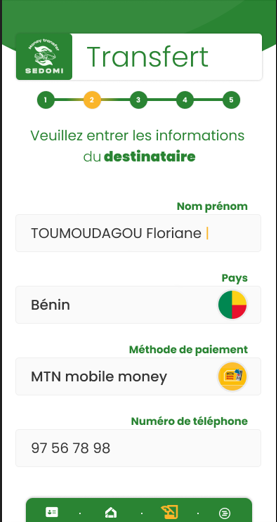 SEDOMI
Transfert
1 2 3 4 5
Veuillez entrer les informations
du destinataire
Nom prénom
TOUMOUDAGOU Floriane
Pays
Bénin
Méthode de paiement
MTN mobile money
Numéro de téléphone
97 56 78 98